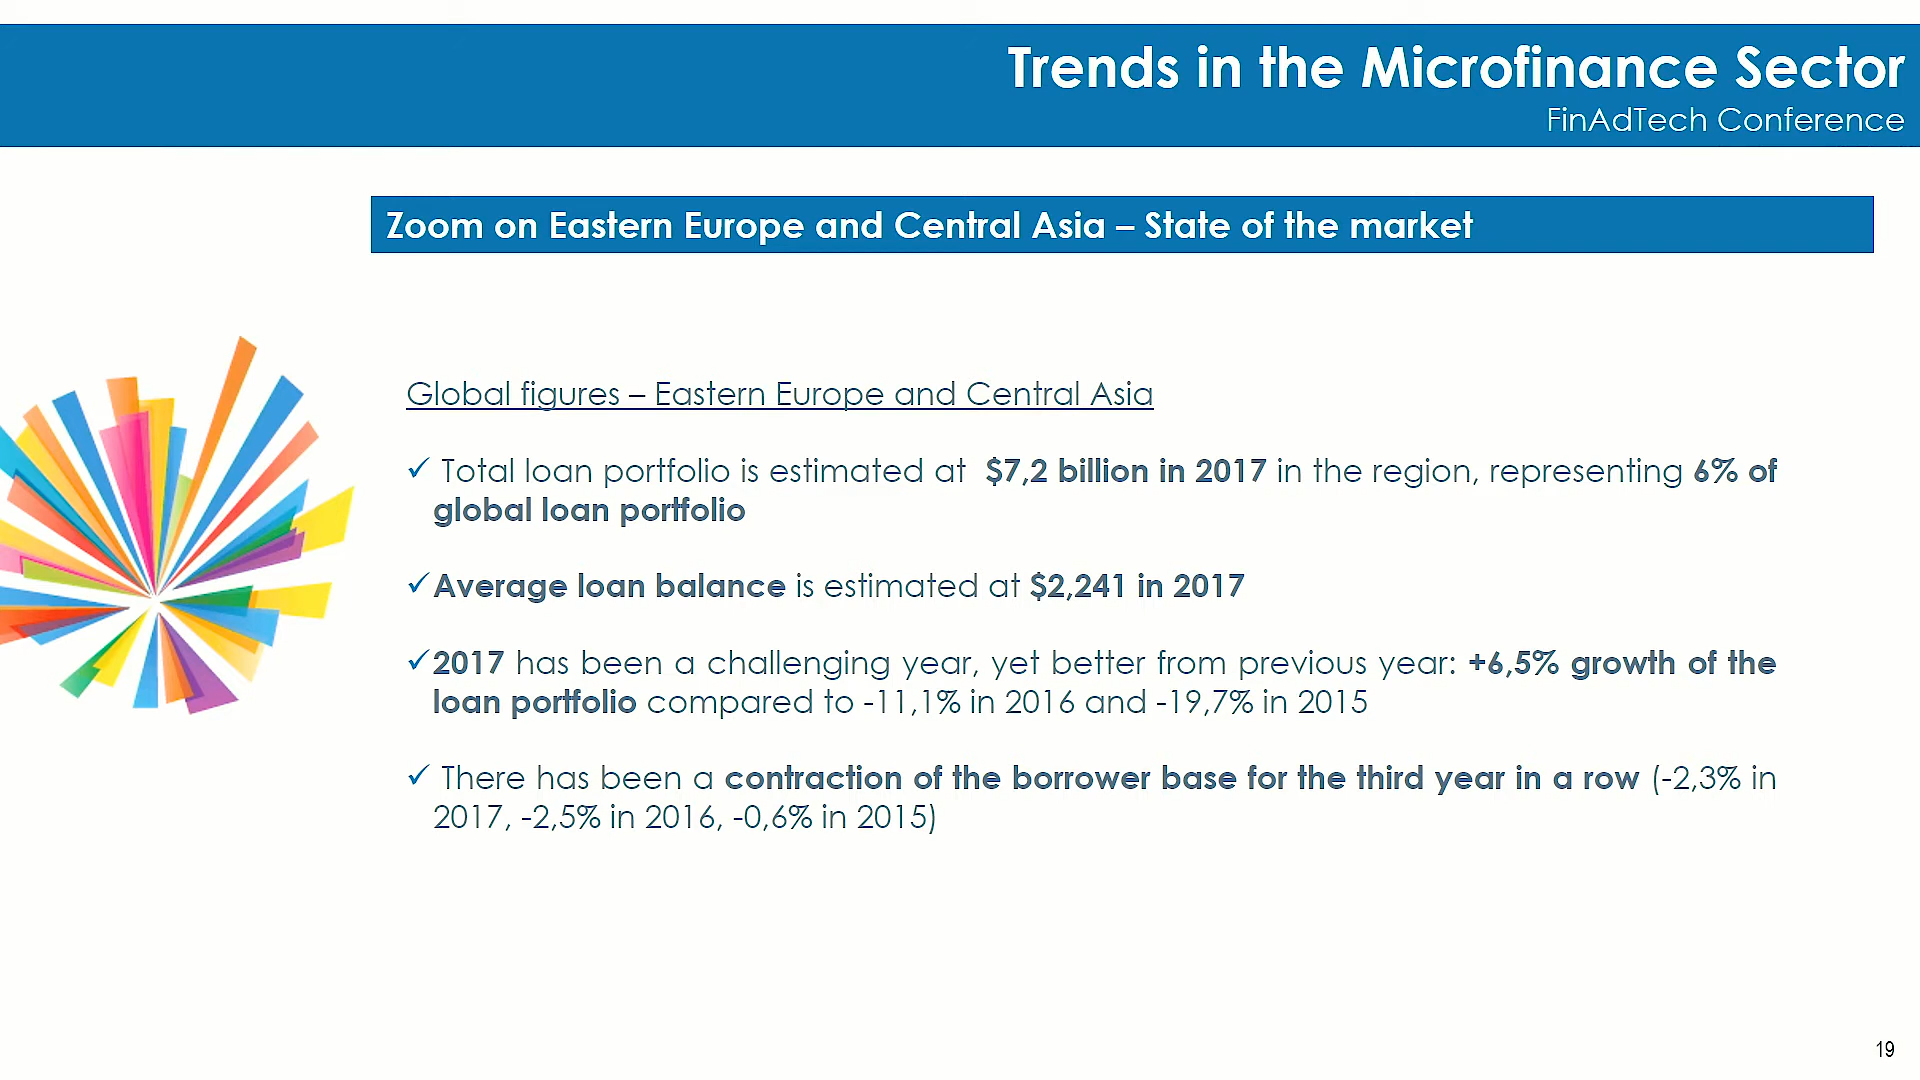 Trends in the Microfinance Sector
FinAdTech Conference
Zoom on Eastern Europe and Central Asia – State of the market
Global figures – Eastern Europe and Central Asia
✓ Total loan portfolio is estimated at $7,2 billion in 2017 in the region, representing 6% of
global loan portfolio
✓ Average loan balance is estimated at $2,241 in 2017
✓ 2017 has been a challenging year, yet better from previous year: +6,5% growth of the
loan portfolio compared to -11,1% in 2016 and -19,7% in 2015
✓ There has been a contraction of the borrower base for the third year in a row (-2,3% in
2017, -2,5% in 2016, -0,6% in 2015)
19